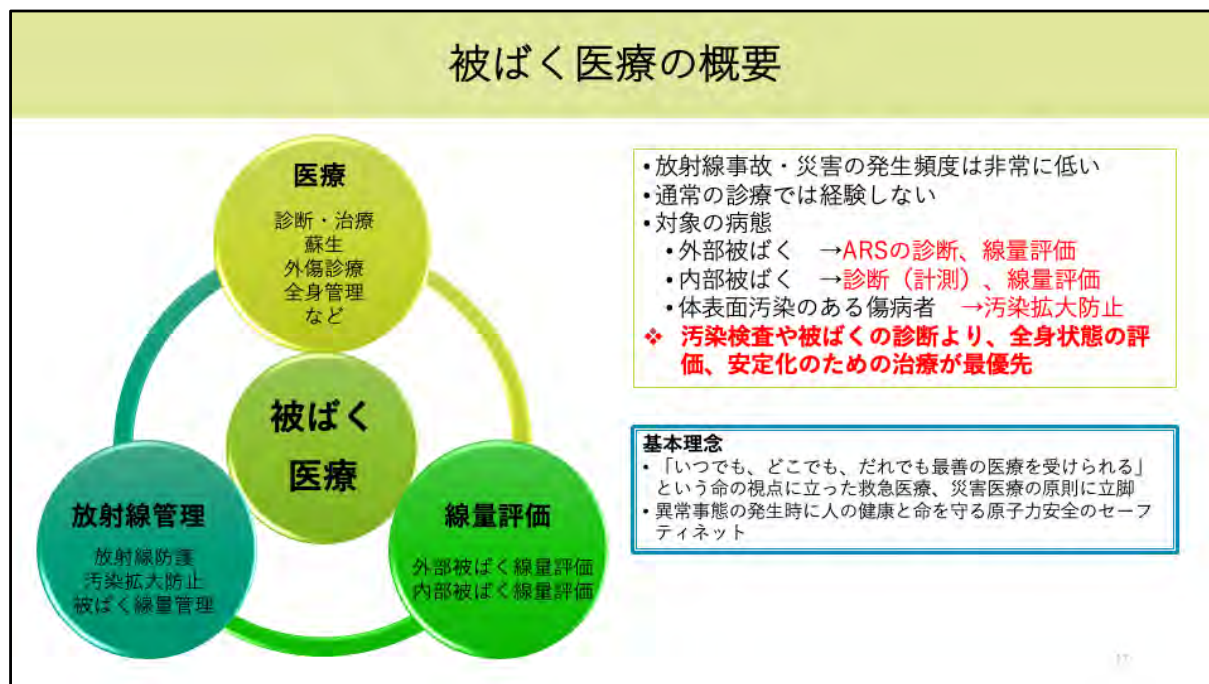 被ばく医療の概要
医療
診断・治療
蘇生
外傷診療
全身管理
など
被ばく
医療
放射線管理
放射線防護
汚染拡大防止
被ばく線量管理
線量評価
外部被ばく線量評価
内部被ばく線量評価
•放射線事故・災害の発生頻度は非常に低い
•通常の診療では経験しない
•対象の病態
•外部被ばく →ARSの診断、線量評価
•内部被ばく →診断（計測）、線量評価
•体表面汚染のある傷病者 →汚染拡大防止
❖ 汚染検査や被ばくの診断より、全身状態の評
価、安定化のための治療が最優先
基本理念
• 「いつでも、どこでも、だれでも最善の医療を受けられる」
という命の視点に立った救急医療、災害医療の原則に立脚
• 異常事態の発生時に人の健康と命を守る原子力安全のセーフ
ティネット
17